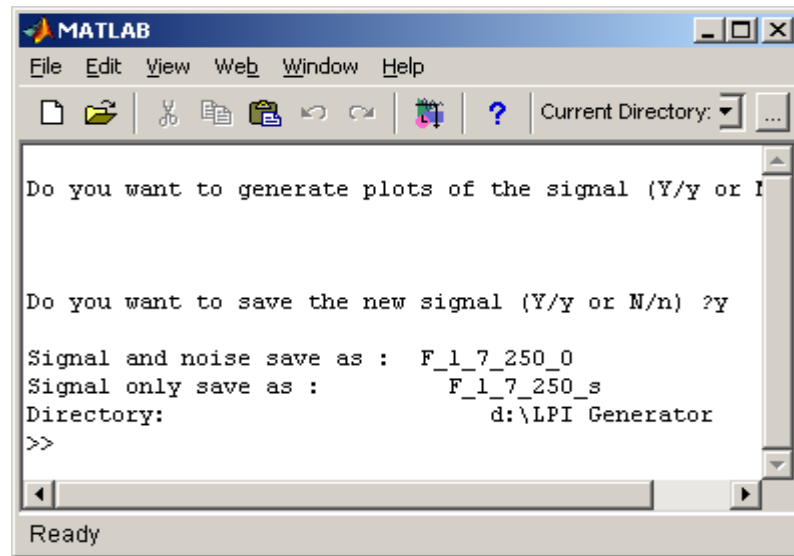 MATLAB
File Edit View Web Window Help
? Current Directory: ...
Do you want to generate plots of the signal (Y/y or
Do you want to save the new signal (Y/y or N/n) ?y
Signal and noise save as : F_1_7_250_0
Signal only save as : F_1_7_250_s
Directory: d:\LPI Generator
>>
Ready